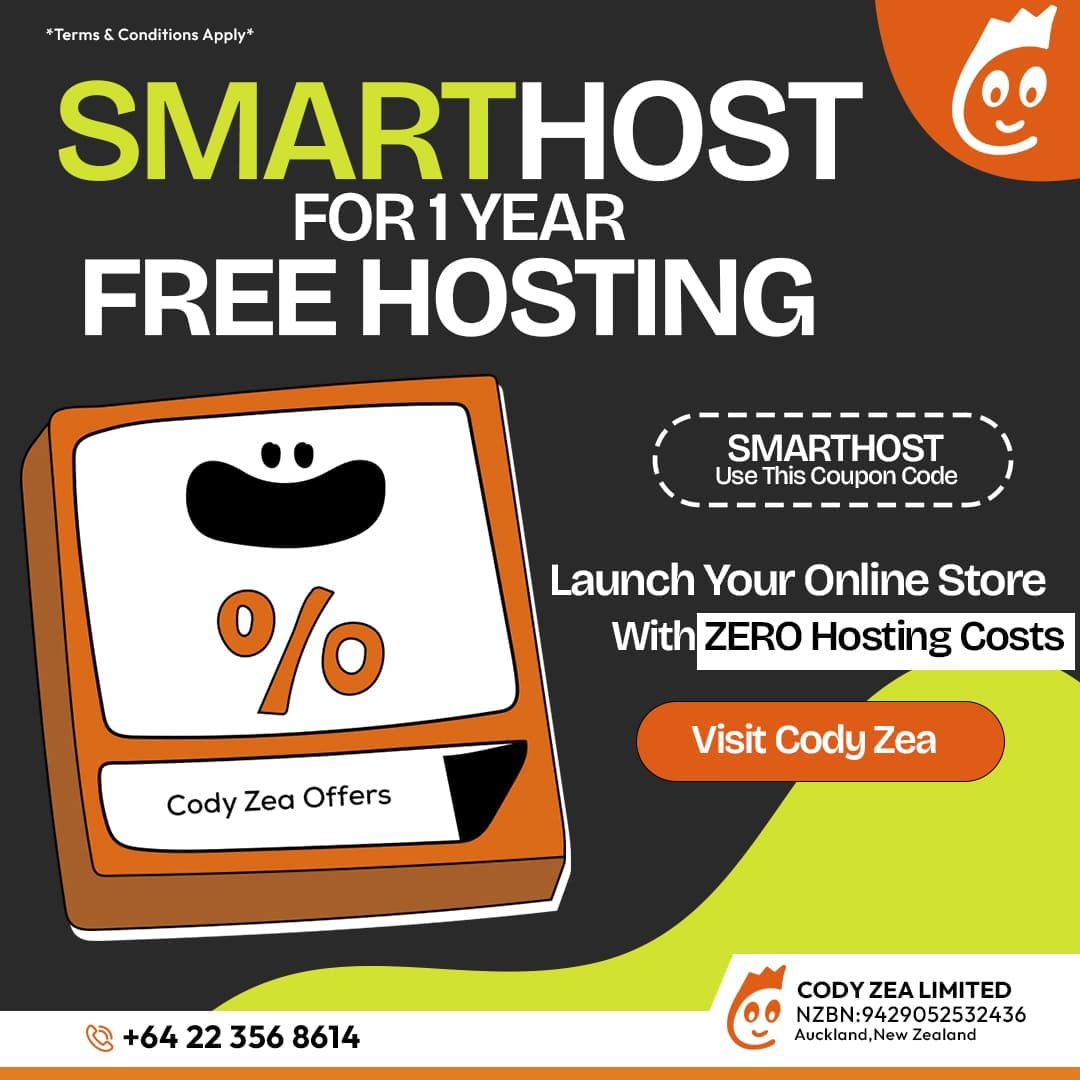 *Terms & Conditions Apply*
SMARTHOST
FOR 1 YEAR
FREE HOSTING
SMARTHOST
Use This Coupon Code
Launch Your Online Store
With ZERO Hosting Costs
Visit Cody Zea
%
Cody Zea Offers
+64 22 356 8614
CODY ZEA LIMITED
NZBN:9429052532436
Auckland,New Zealand